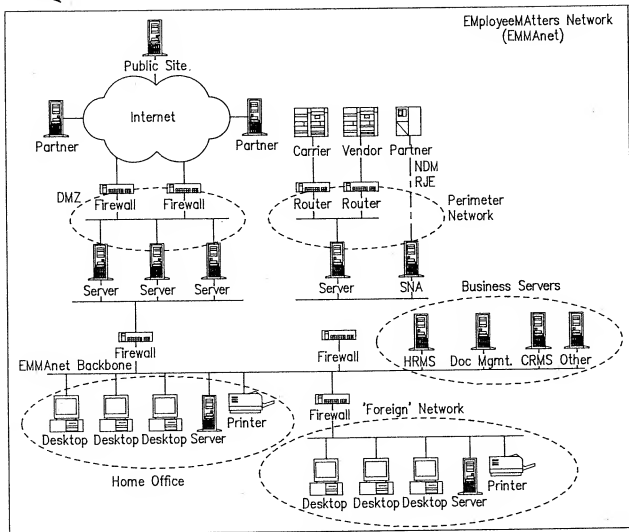 EMployeeMAtters Network
(EMMAnet)
Public Site.
Internet
Partner
Partner
Carrier Vendor Partner
NDM
RJE
DMZ
Firewall Firewall
Router Router
Perimeter
Network
Server Server Server
Server SNA
Business Servers
Firewall
Firewall
HRMS Doc Mgmt. CRMS Other
EMMAnet Backbone
Firewall
'Foreign' Network
Desktop Desktop Desktop Server Printer
Home Office
Desktop Desktop Desktop Server Printer